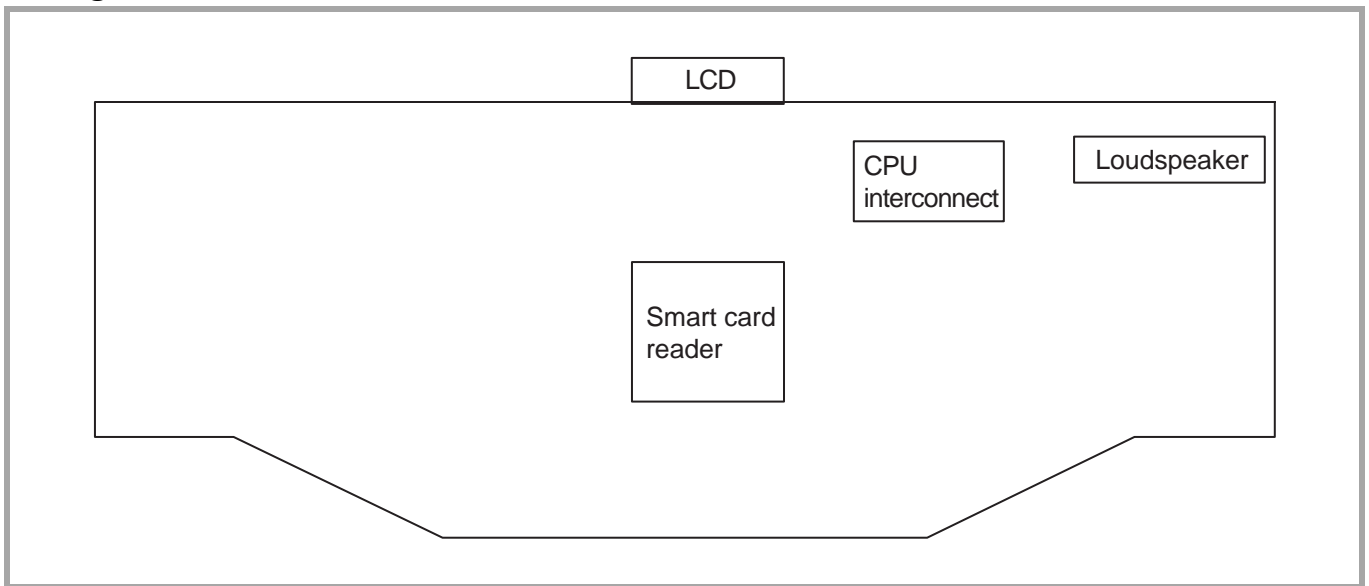 LCD
CPU
interconnect
Loudspeaker
Smart card
reader